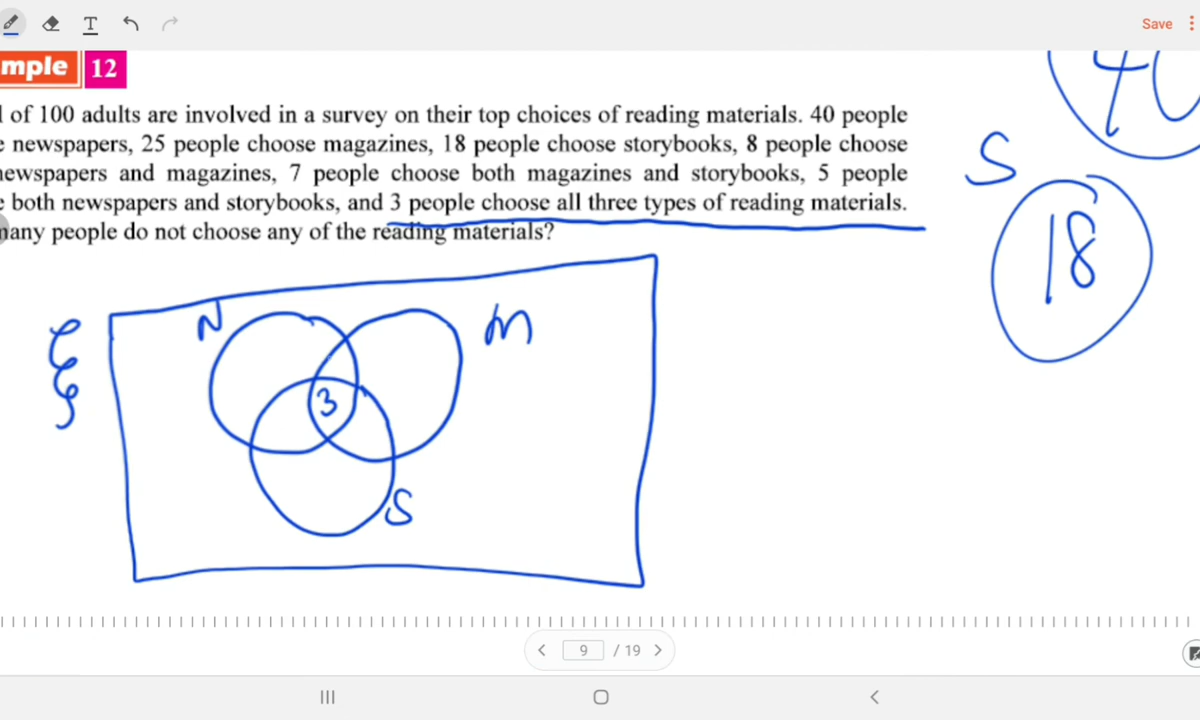 T
Save
mple 12
40
of 100 adults are involved in a survey on their top choices of reading materials. 40 people
newspapers, 25 people choose magazines, 18 people choose storybooks, 8 people choose
newspapers and magazines, 7 people choose both magazines and storybooks, 5 people
both newspapers and storybooks, and 3 people choose all three types of reading materials.
many people do not choose any of the reading materials?
S
18
ξ
N
m
3
S
9 / 19